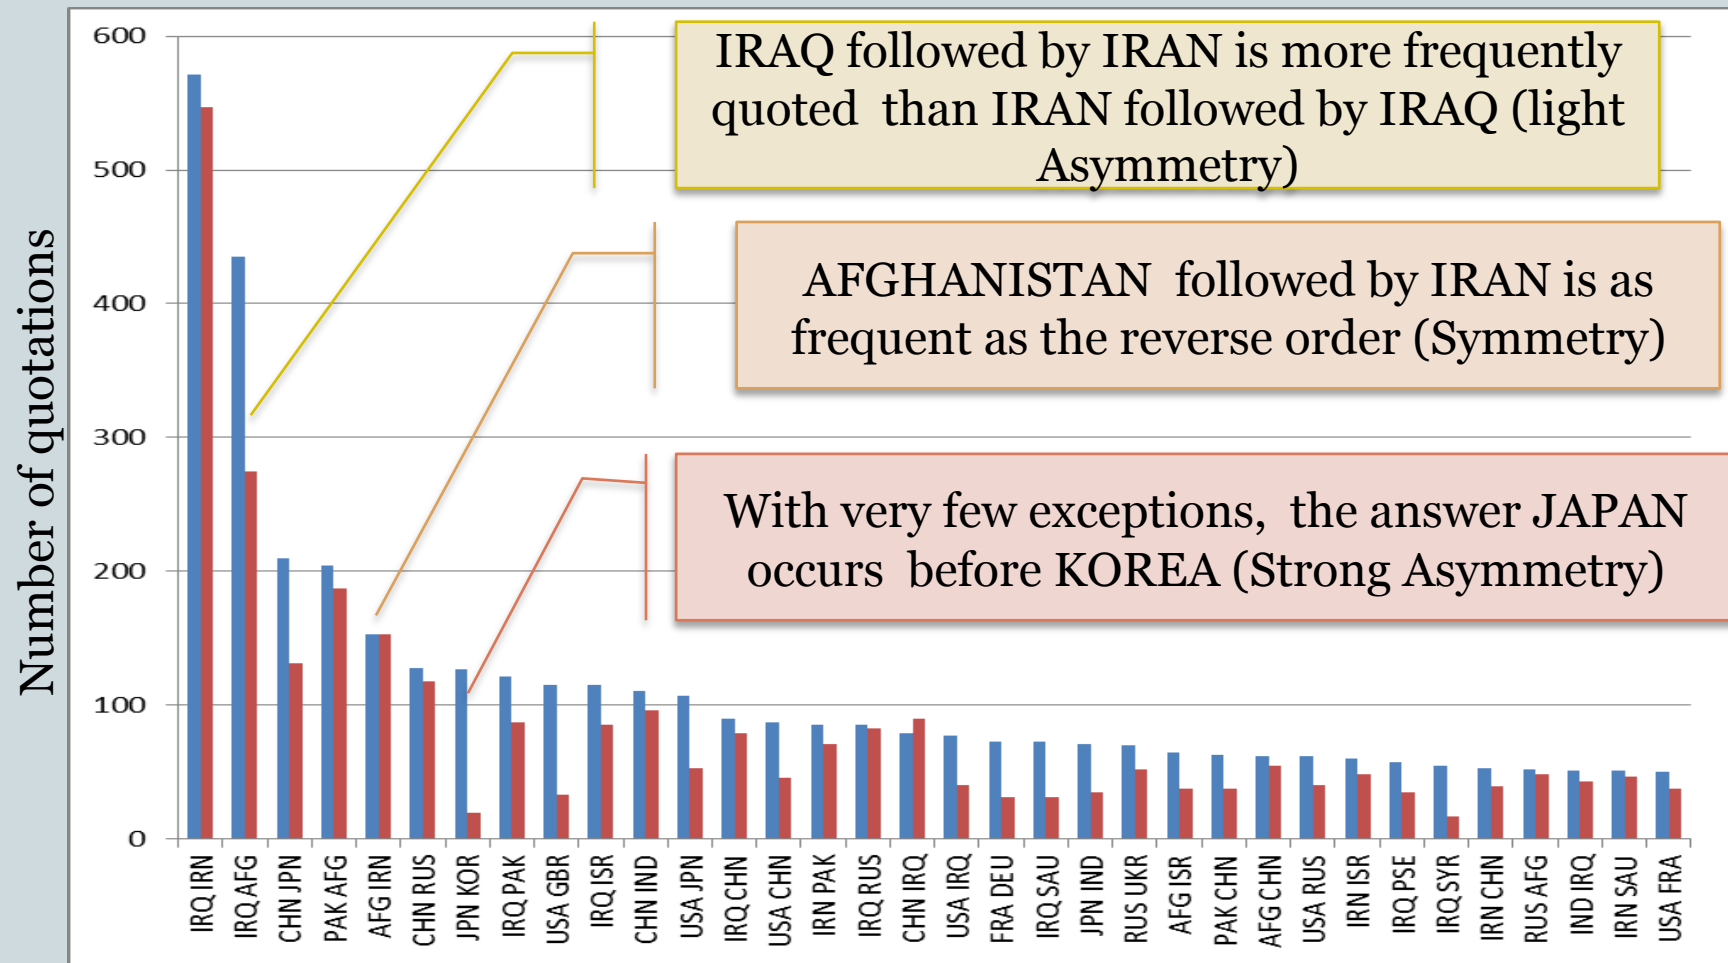 Number of quotations
600
500
400
300
200
100
0
IRAQ followed by IRAN is more frequently
quoted than IRAN followed by IRAQ (light
Asymmetry)
AFGHANISTAN followed by IRAN is as
frequent as the reverse order (Symmetry)
With very few exceptions, the answer JAPAN
occurs before KOREA (Strong Asymmetry)
IRQ IRN
IRQ AFG
CHN JPN
PAK AFG
AFG IRN
CHN RUS
JPN KOR
IRQ PAK
USA GBR
IRQ ISR
CHN IND
USA JPN
IRQ CHN
USA CHN
IRN PAK
IRQ RUS
CHN IRQ
USA IRQ
FRA DEU
IRQ SAU
JPN IND
RUS UKR
AFG ISR
PAK CHN
AFG CHN
USA RUS
IRN ISR
IRQ PSE
IRQ SYR
IRN CHN
RUS AFG
IND IRQ
IRN SAU
USA FRA